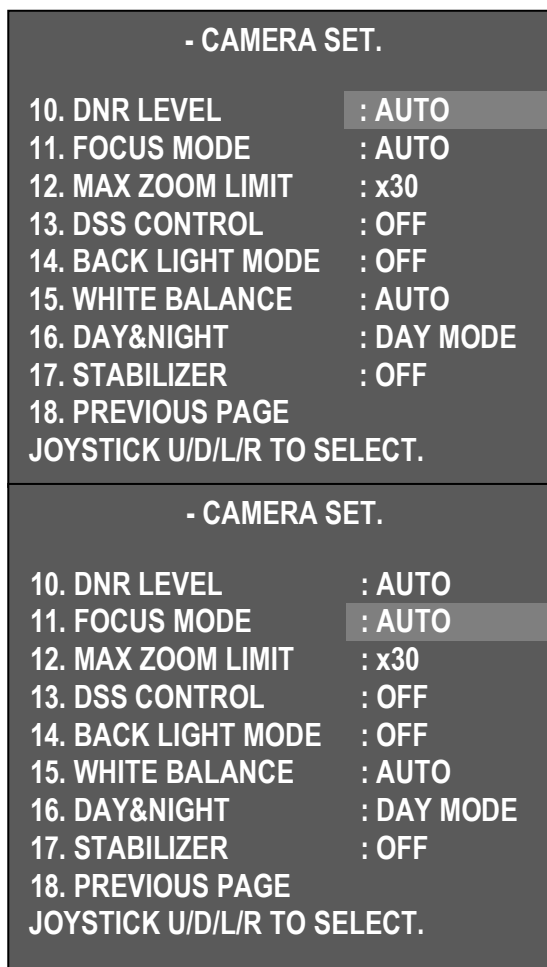 - CAMERA SET.
10. DNR LEVEL : AUTO
11. FOCUS MODE : AUTO
12. MAX ZOOM LIMIT : x30
13. DSS CONTROL : OFF
14. BACK LIGHT MODE : OFF
15. WHITE BALANCE : AUTO
16. DAY&NIGHT : DAY MODE
17. STABILIZER : OFF
18. PREVIOUS PAGE
JOYSTICK U/D/L/R TO SELECT.
- CAMERA SET.
10. DNR LEVEL : AUTO
11. FOCUS MODE : AUTO
12. MAX ZOOM LIMIT : x30
13. DSS CONTROL : OFF
14. BACK LIGHT MODE : OFF
15. WHITE BALANCE : AUTO
16. DAY&NIGHT : DAY MODE
17. STABILIZER : OFF
18. PREVIOUS PAGE
JOYSTICK U/D/L/R TO SELECT.